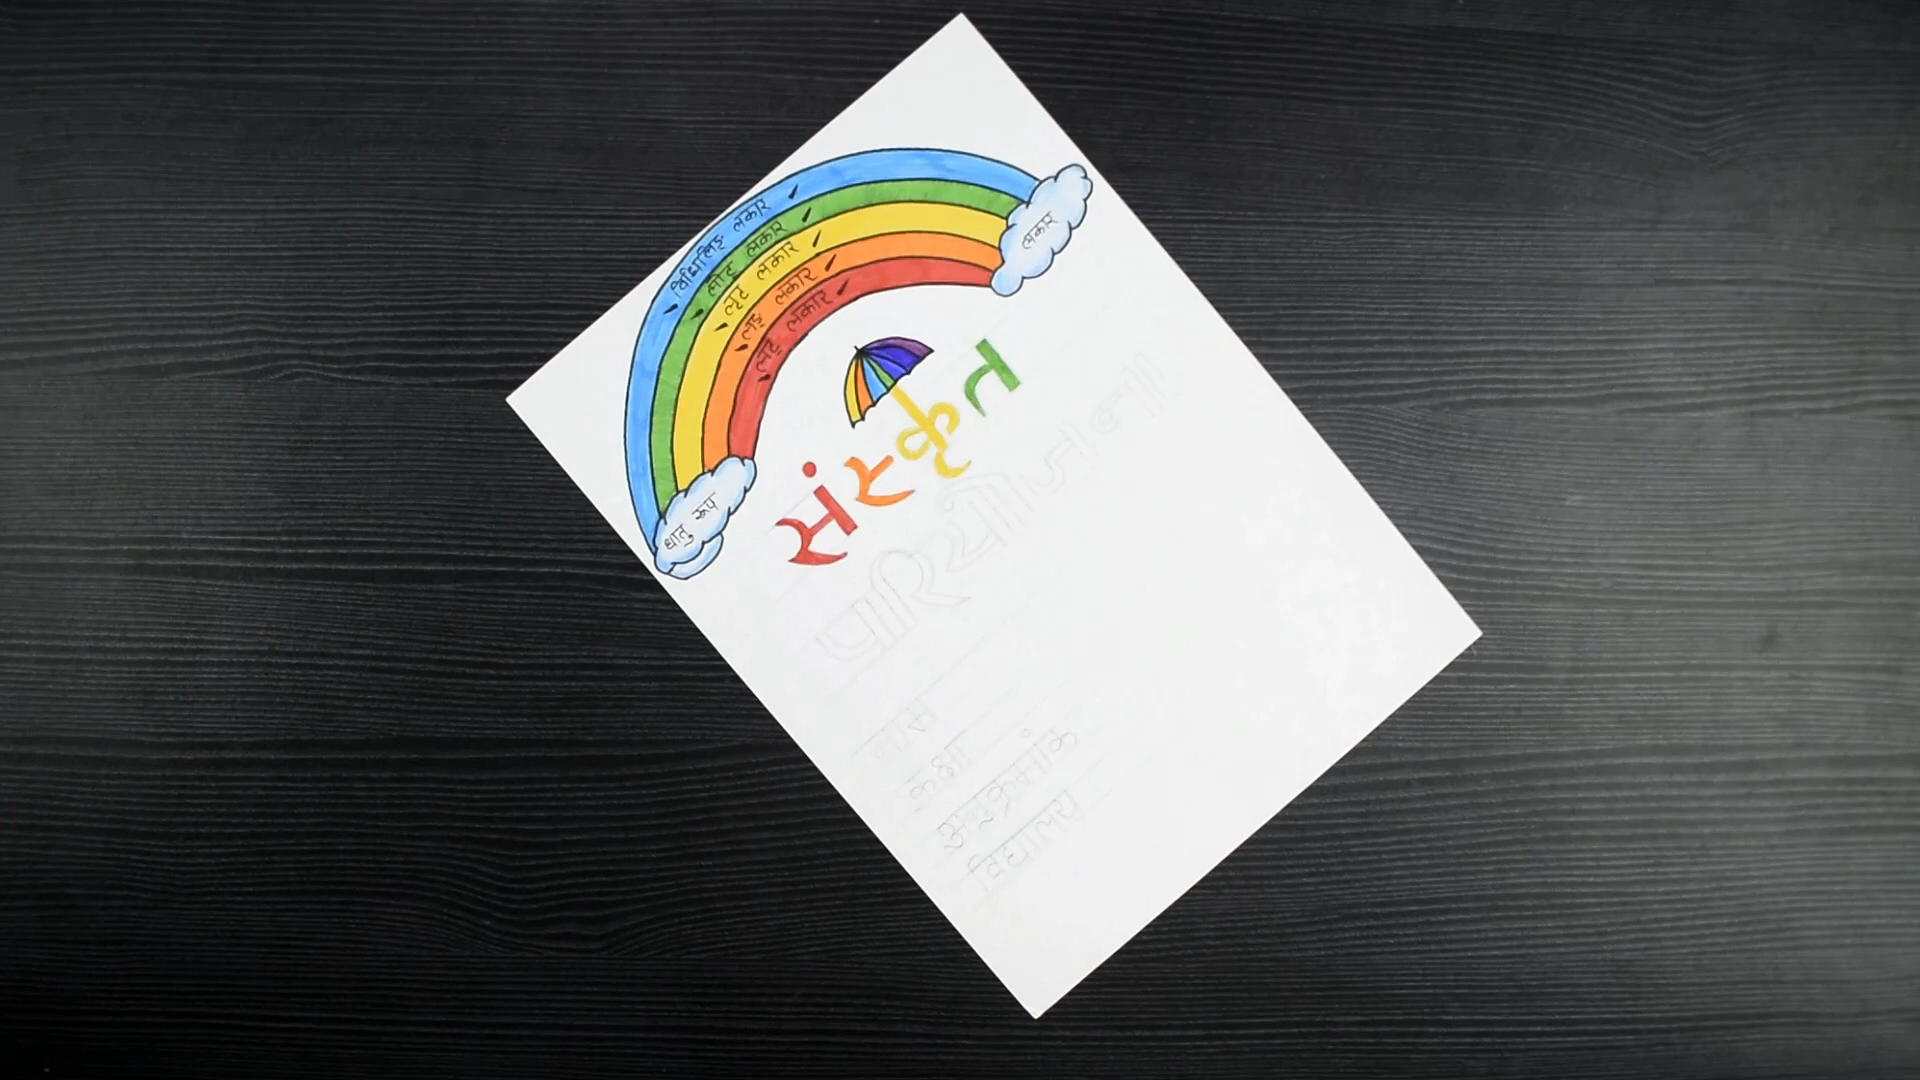 विधिलिङ् लकार
लोट् लकार
लृट् लकार
लङ् लकार
लट् लकार
लकार
धातु रूप
संस्कृत
परियोजना
नाम
कक्षा
अनुक्रमांक
विद्यालय